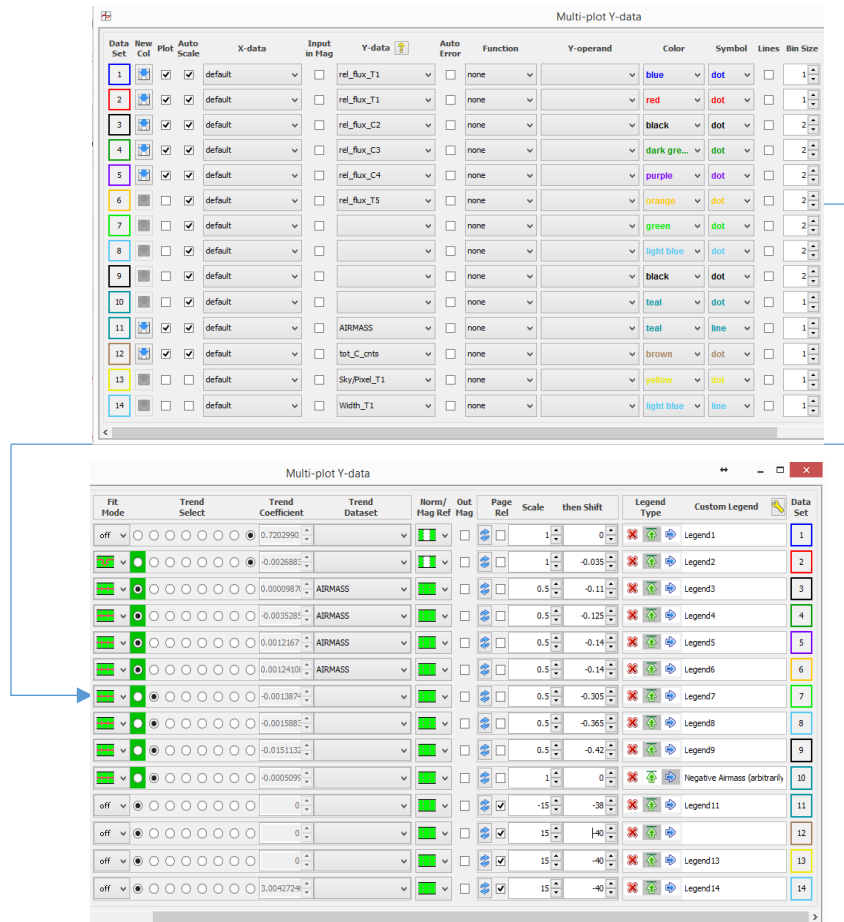 Multi-plot Y-data
Data Set New Col Plot Auto Scale X-data Input in Mag Y-data Auto Error Function Y-operand Color Symbol Lines Bin Size
1 default rel_flux_T1 none blue dot 1
2 default rel_flux_T1 none red dot 1
3 default rel_flux_C2 none black dot 2
4 default rel_flux_C3 none dark gre... dot 2
5 default rel_flux_C4 none purple dot 2
6 default rel_flux_T5 none orange dot 2
7 default none green dot 2
8 default none light blue dot 2
9 default none black dot 2
10 default none teal dot 1
11 default AIRMASS none teal line 1
12 default tot_C_cnts none brown dot 1
13 default Sky/Pixel_T1 none yellow dot 1
14 default Width_T1 none light blue line 1
Multi-plot Y-data
Fit Mode Trend Select Trend Coefficient Trend Dataset Norm/ Mag Ref Out Mag Page Rel Scale then Shift Legend Type Custom Legend Data Set
off 0.7202990 1 0 Legend1 1
-0.0026883 1 -0.035 Legend2 2
0.0000987 AIRMASS 0.5 -0.11 Legend3 3
-0.0035285 AIRMASS 0.5 -0.125 Legend4 4
0.0012167 AIRMASS 0.5 -0.14 Legend5 5
0.0012410 AIRMASS 0.5 -0.14 Legend6 6
-0.0013874 0.5 -0.305 Legend7 7
-0.0015883 0.5 -0.365 Legend8 8
-0.0151132 0.5 -0.42 Legend9 9
-0.0005099 1 0 Negative Airmass (arbitrarily 10
off 0 -15 -38 Legend11 11
off 0 15 -40 12
off 0 15 -40 Legend13 13
off 3.0042724 15 -40 Legend14 14